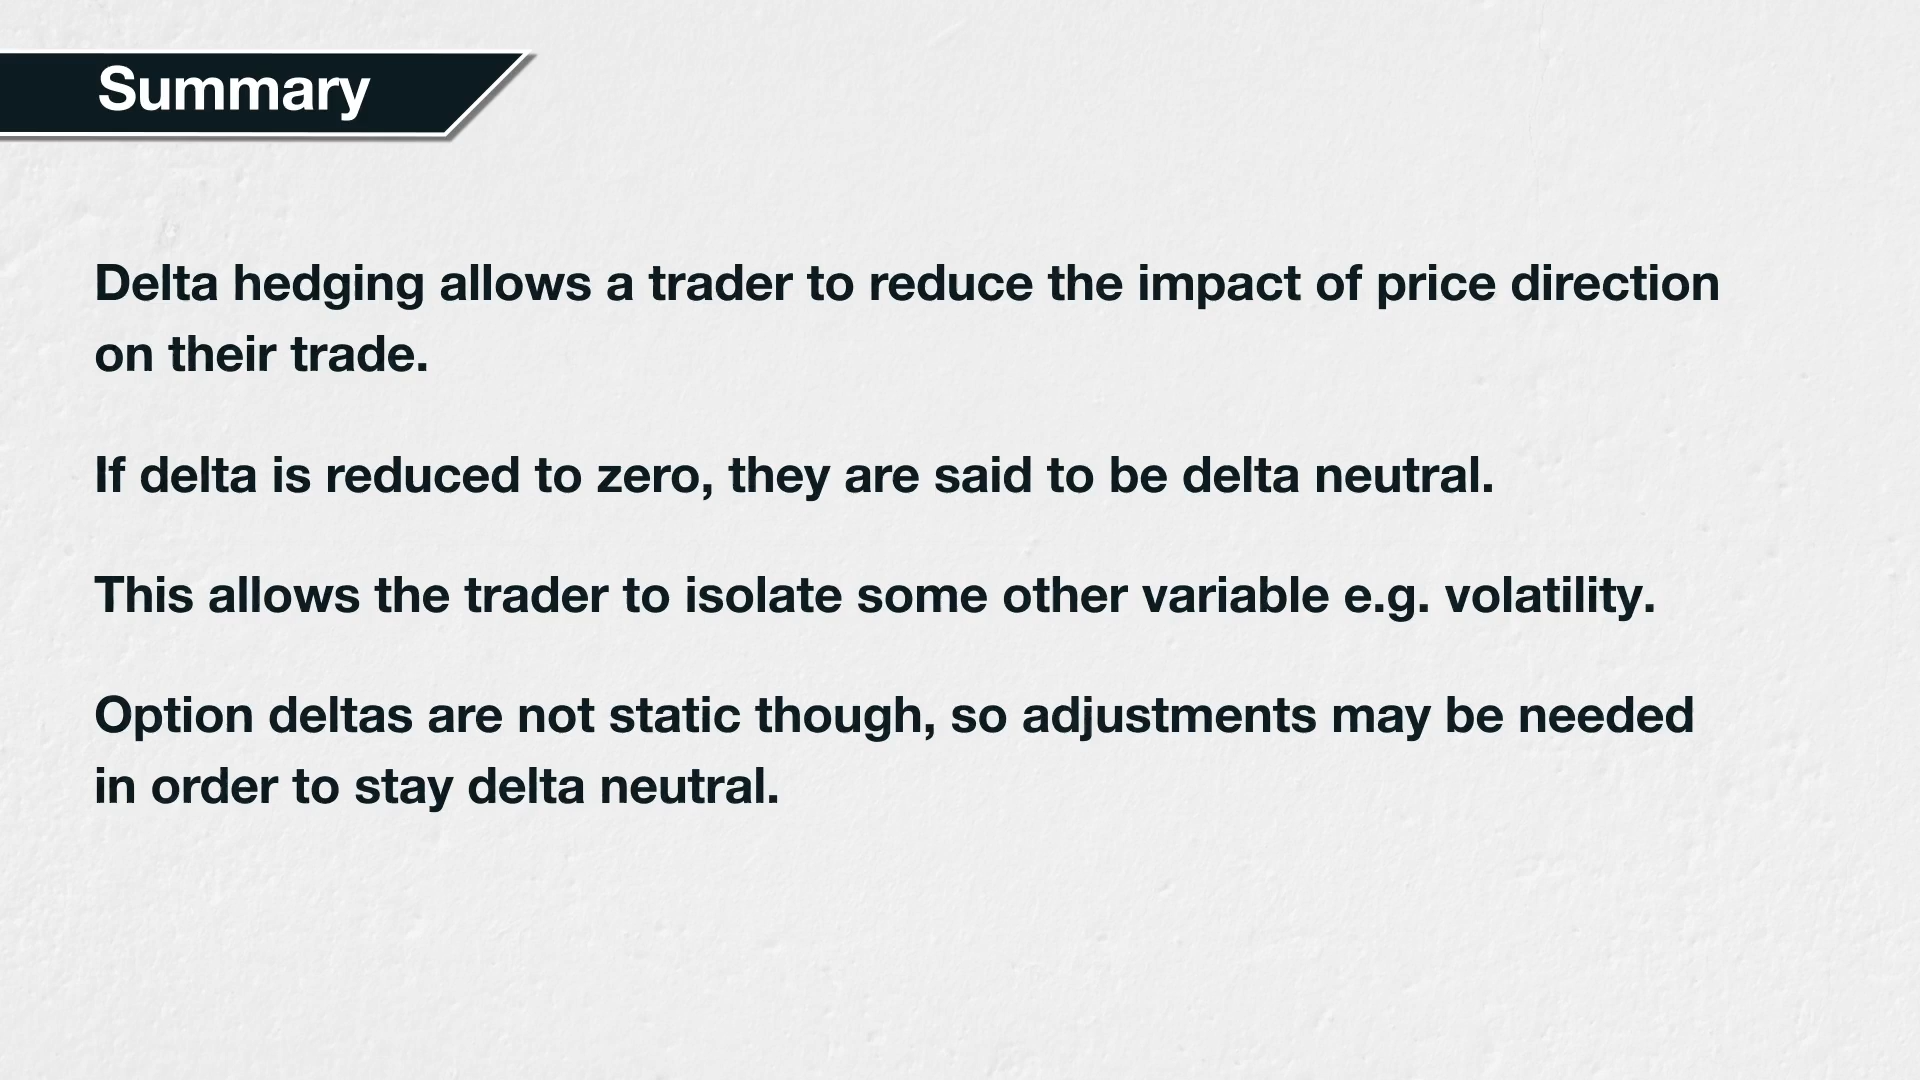 Summary
Delta hedging allows a trader to reduce the impact of price direction
on their trade.
If delta is reduced to zero, they are said to be delta neutral.
This allows the trader to isolate some other variable e.g. volatility.
Option deltas are not static though, so adjustments may be needed
in order to stay delta neutral.